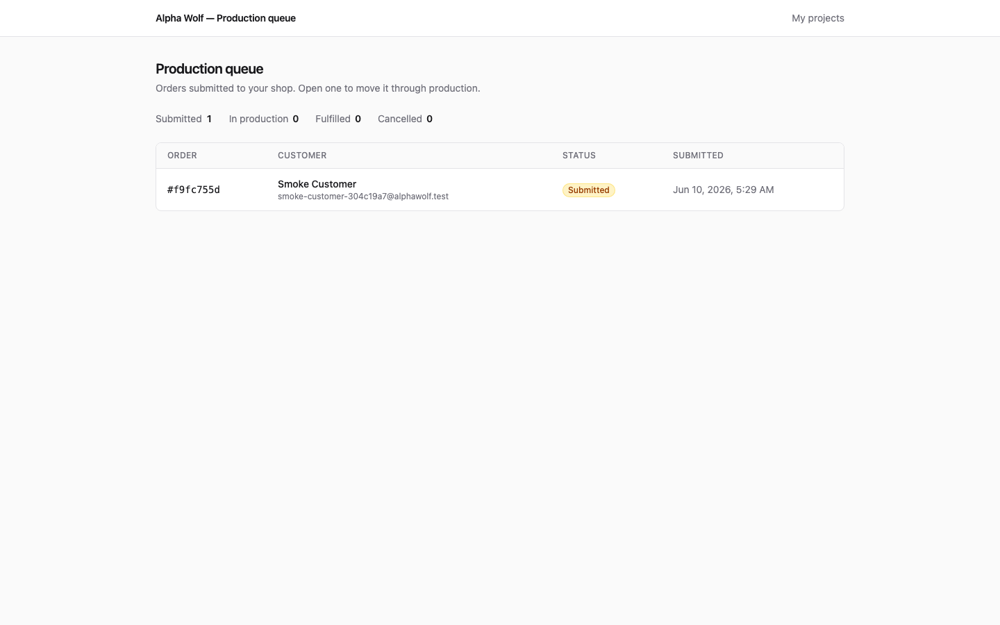 Alpha Wolf — Production queue
My projects
Production queue
Orders submitted to your shop. Open one to move it through production.
Submitted 1 In production 0 Fulfilled 0 Cancelled 0
ORDER CUSTOMER STATUS SUBMITTED
#f9fc755d Smoke Customer Submitted Jun 10, 2026, 5:29 AM
smoke-customer-304c19a7@alphawolf.test